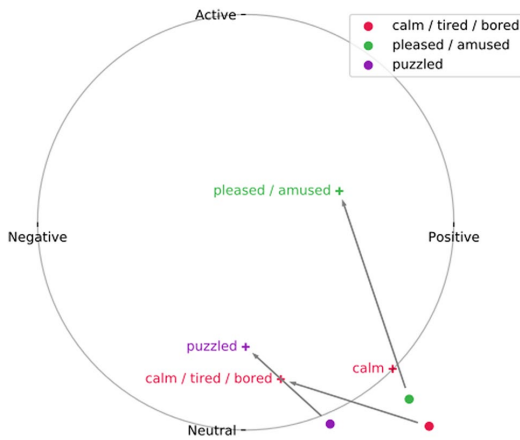 Active
calm / tired / bored
pleased / amused
puzzled
pleased / amused
Negative
Positive
puzzled
calm
calm / tired / bored
Neutral